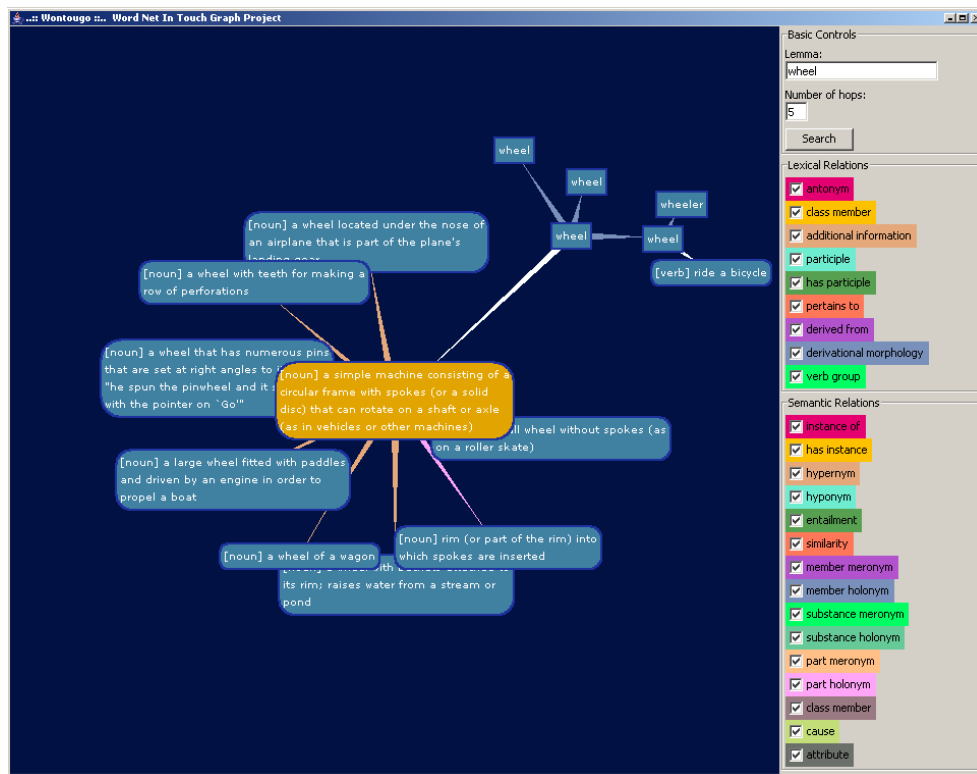 ..:: Wontougo ::.. Word Net In Touch Graph Project
wheel
wheel
wheeler
wheel
wheel
[verb] ride a bicycle
[noun] a wheel located under the nose of
an airplane that is part of the plane's
landing gear
[noun] a wheel with teeth for making a
row of perforations
[noun] a wheel that has numerous pins
that are set at right angles to
"he spun the pinwheel and it
with the pointer on `Go'"
[noun] a simple machine consisting of a
circular frame with spokes (or a solid
disc) that can rotate on a shaft or axle
(as in vehicles or other machines)
wheel without spokes (as
on a roller skate)
[noun] a large wheel fitted with paddles
and driven by an engine in order to
propel a boat
[noun] rim (or part of the rim) into
which spokes are inserted
[noun] a wheel of a wagon
its rim; raises water from a stream or
pond
Basic Controls
Lemma:
wheel
Number of hops:
5
Search
Lexical Relations
antonym
class member
additional information
participle
has participle
pertains to
derived from
derivational morphology
verb group
Semantic Relations
instance of
has instance
hypernym
hyponym
entailment
similarity
member meronym
member holonym
substance meronym
substance holonym
part meronym
part holonym
class member
cause
attribute